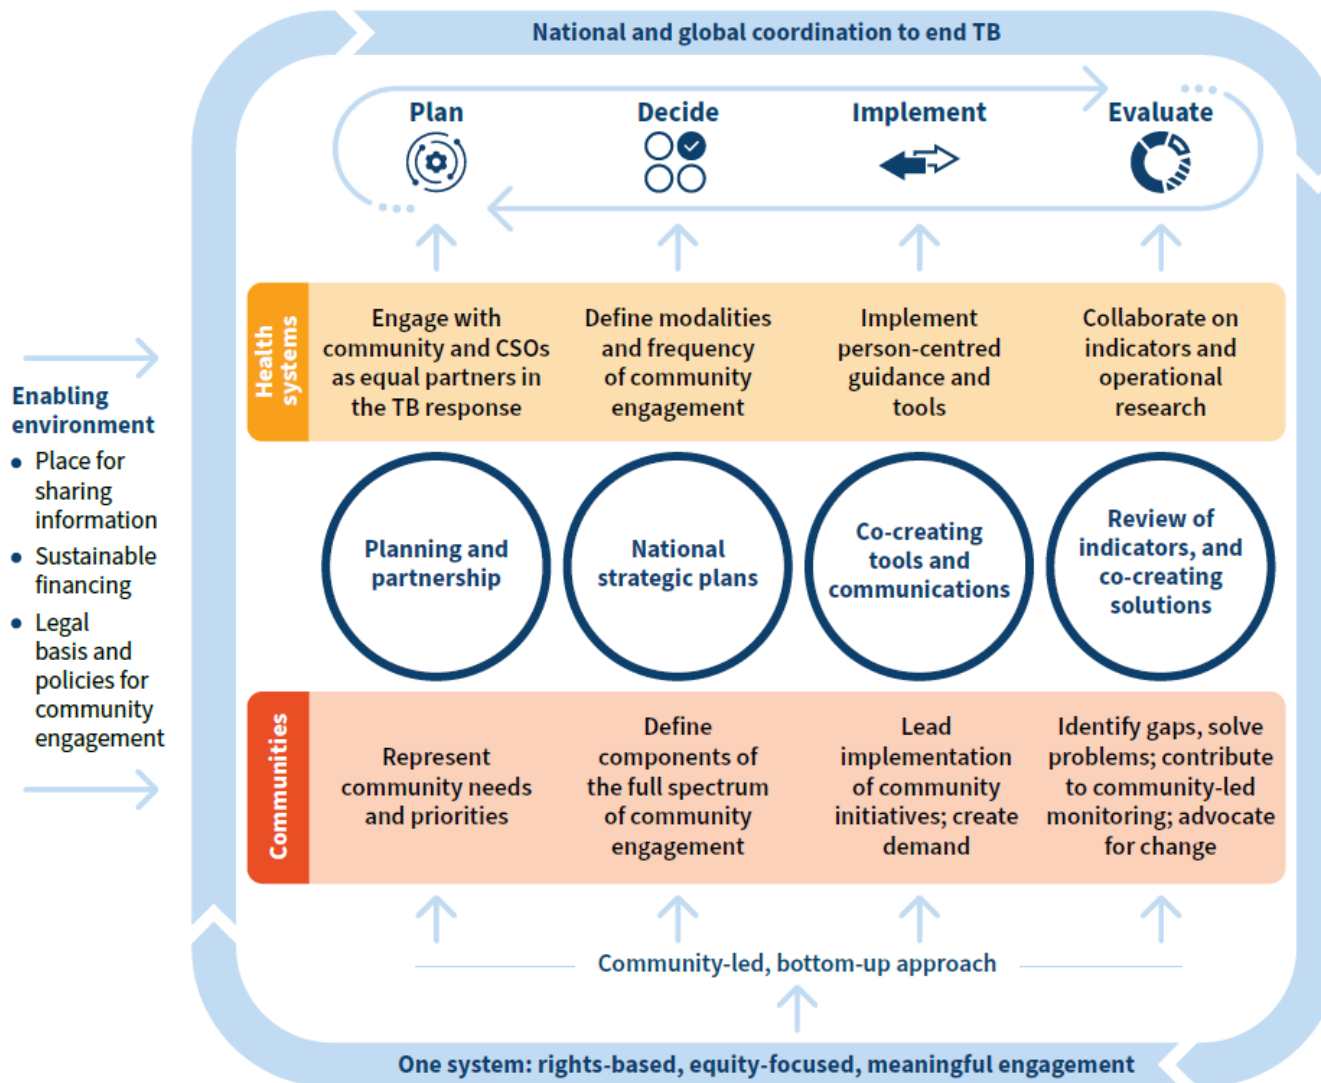 National and global coordination to end TB
Plan
Decide
Implement
Evaluate
Enabling
environment
• Place for
sharing
information
• Sustainable
financing
• Legal
basis and
policies for
community
engagement
Health
systems
Engage with
community and CSOs
as equal partners in
the TB response
Define modalities
and frequency
of community
engagement
Implement
person-centred
guidance and
tools
Collaborate on
indicators and
operational
research
Planning and
partnership
National
strategic plans
Co-creating
tools and
communications
Review of
indicators, and
co-creating
solutions
Communities
Represent
community needs
and priorities
Define
components of
the full spectrum
of community
engagement
Lead
implementation
of community
initiatives; create
demand
Identify gaps, solve
problems; contribute
to community-led
monitoring; advocate
for change
Community-led, bottom-up approach
One system: rights-based, equity-focused, meaningful engagement